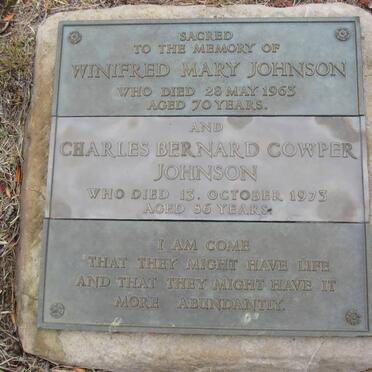 SACRED
TO THE MEMORY OF
WINIFRED MARY JOHNSON
WHO DIED 28 MAY 1963
AGED 70 YEARS.
AND
CHARLES BERNARD COWPER
JOHNSON
WHO DIED 13. OCTOBER 1973
AGED 86 YEARS.
I AM COME
THAT THEY MIGHT HAVE LIFE
AND THAT THEY MIGHT HAVE IT
MORE ABUNDANTLY.